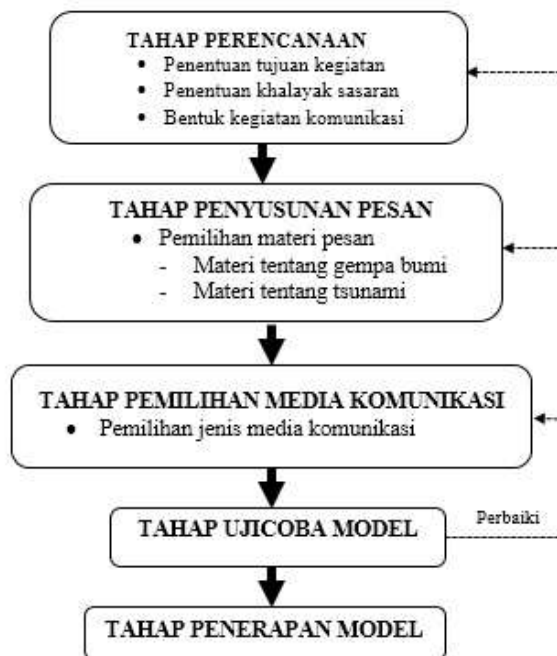 TAHAP PERENCANAAN
• Penentuan tujuan kegiatan
• Penentuan khalayak sasaran
• Bentuk kegiatan komunikasi
TAHAP PENYUSUNAN PESAN
• Pemilihan materi pesan
- Materi tentang gempa bumi
- Materi tentang tsunami
TAHAP PEMILIHAN MEDIA KOMUNIKASI
• Pemilihan jenis media komunikasi
TAHAP UJICOBA MODEL
Perbaiki
TAHAP PENERAPAN MODEL